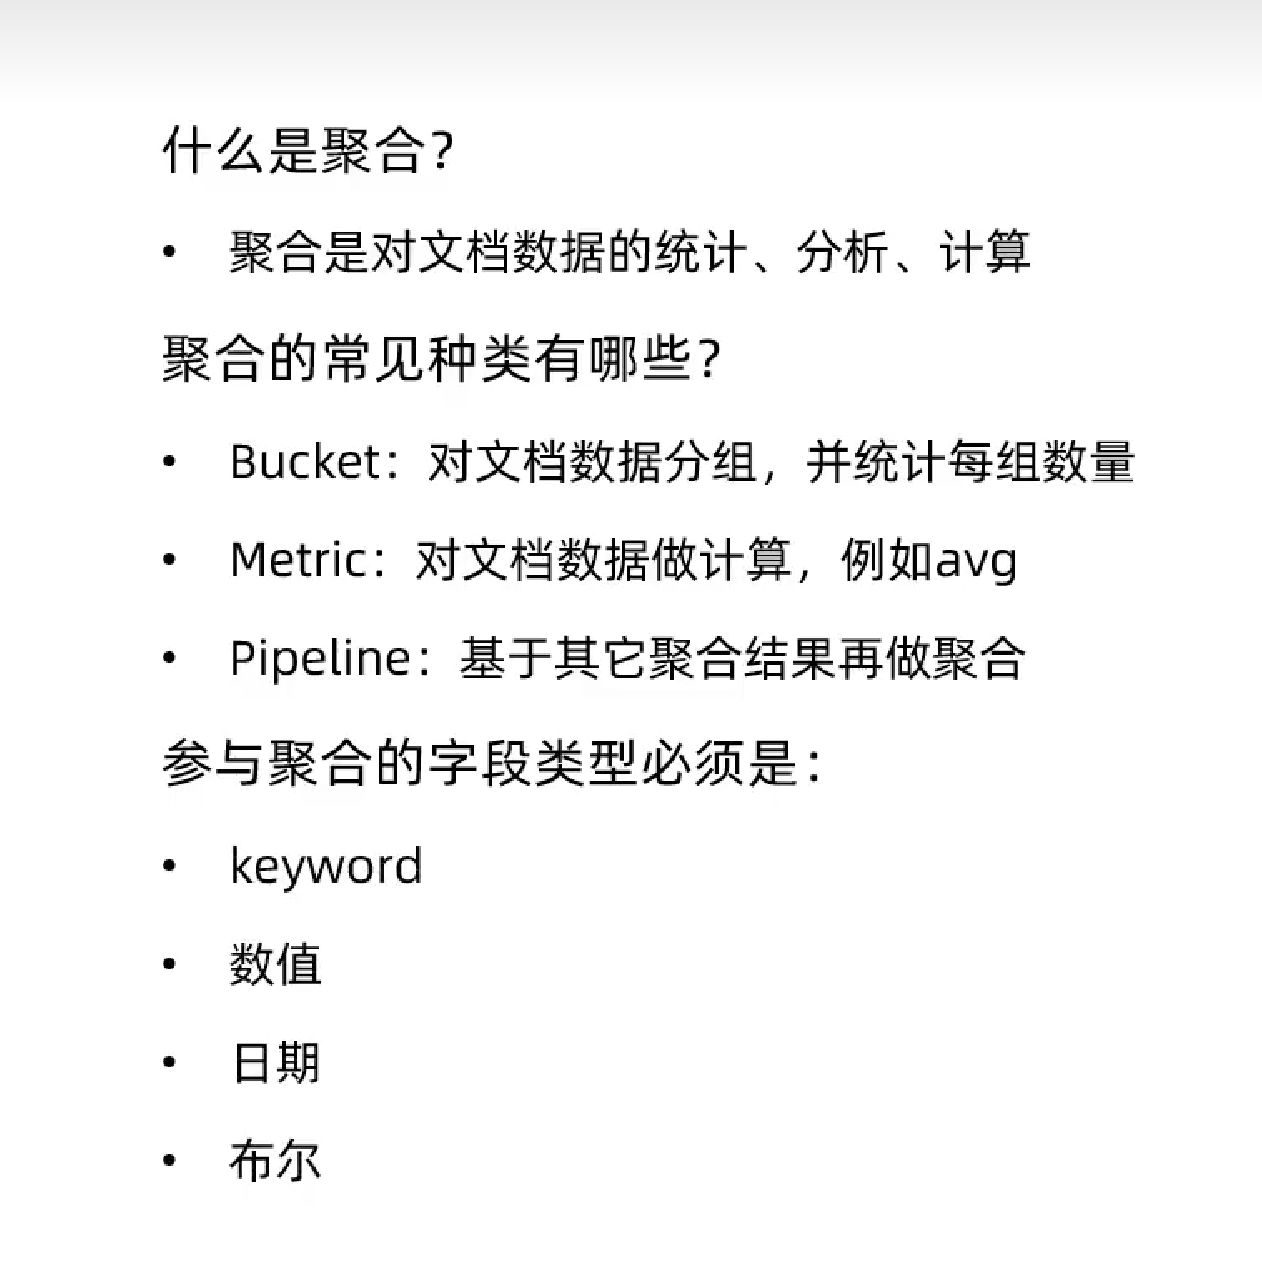 什么是聚合？
• 聚合是对文档数据的统计、分析、计算
聚合的常见种类有哪些？
• Bucket：对文档数据分组，并统计每组数量
• Metric：对文档数据做计算，例如avg
• Pipeline：基于其它聚合结果再做聚合
参与聚合的字段类型必须是：
• keyword
• 数值
• 日期
• 布尔